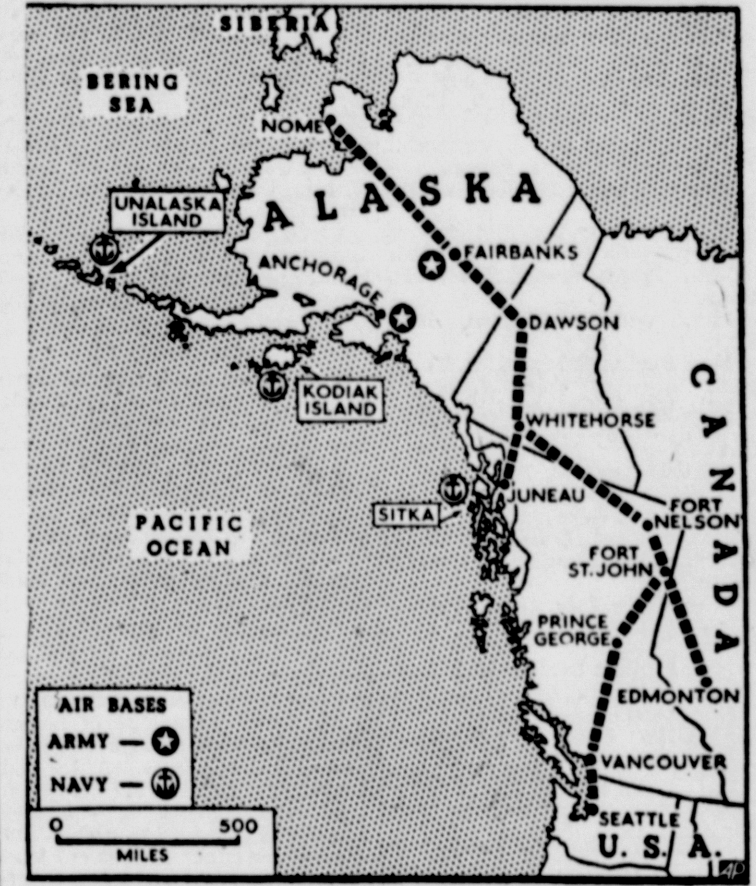 SIBERIA
BERING
SEA
NOME
ALASKA
UNALASKA
ISLAND
FAIRBANKS
ANCHORAGE
DAWSON
KODIAK
ISLAND
CANADA
WHITEHORSE
JUNEAU
SITKA
FORT
NELSON
PACIFIC
OCEAN
FORT
ST. JOHN
PRINCE
GEORGE
EDMONTON
AIR BASES
ARMY —
NAVY —
VANCOUVER
SEATTLE
U. S. A.
0 500
MILES
AP